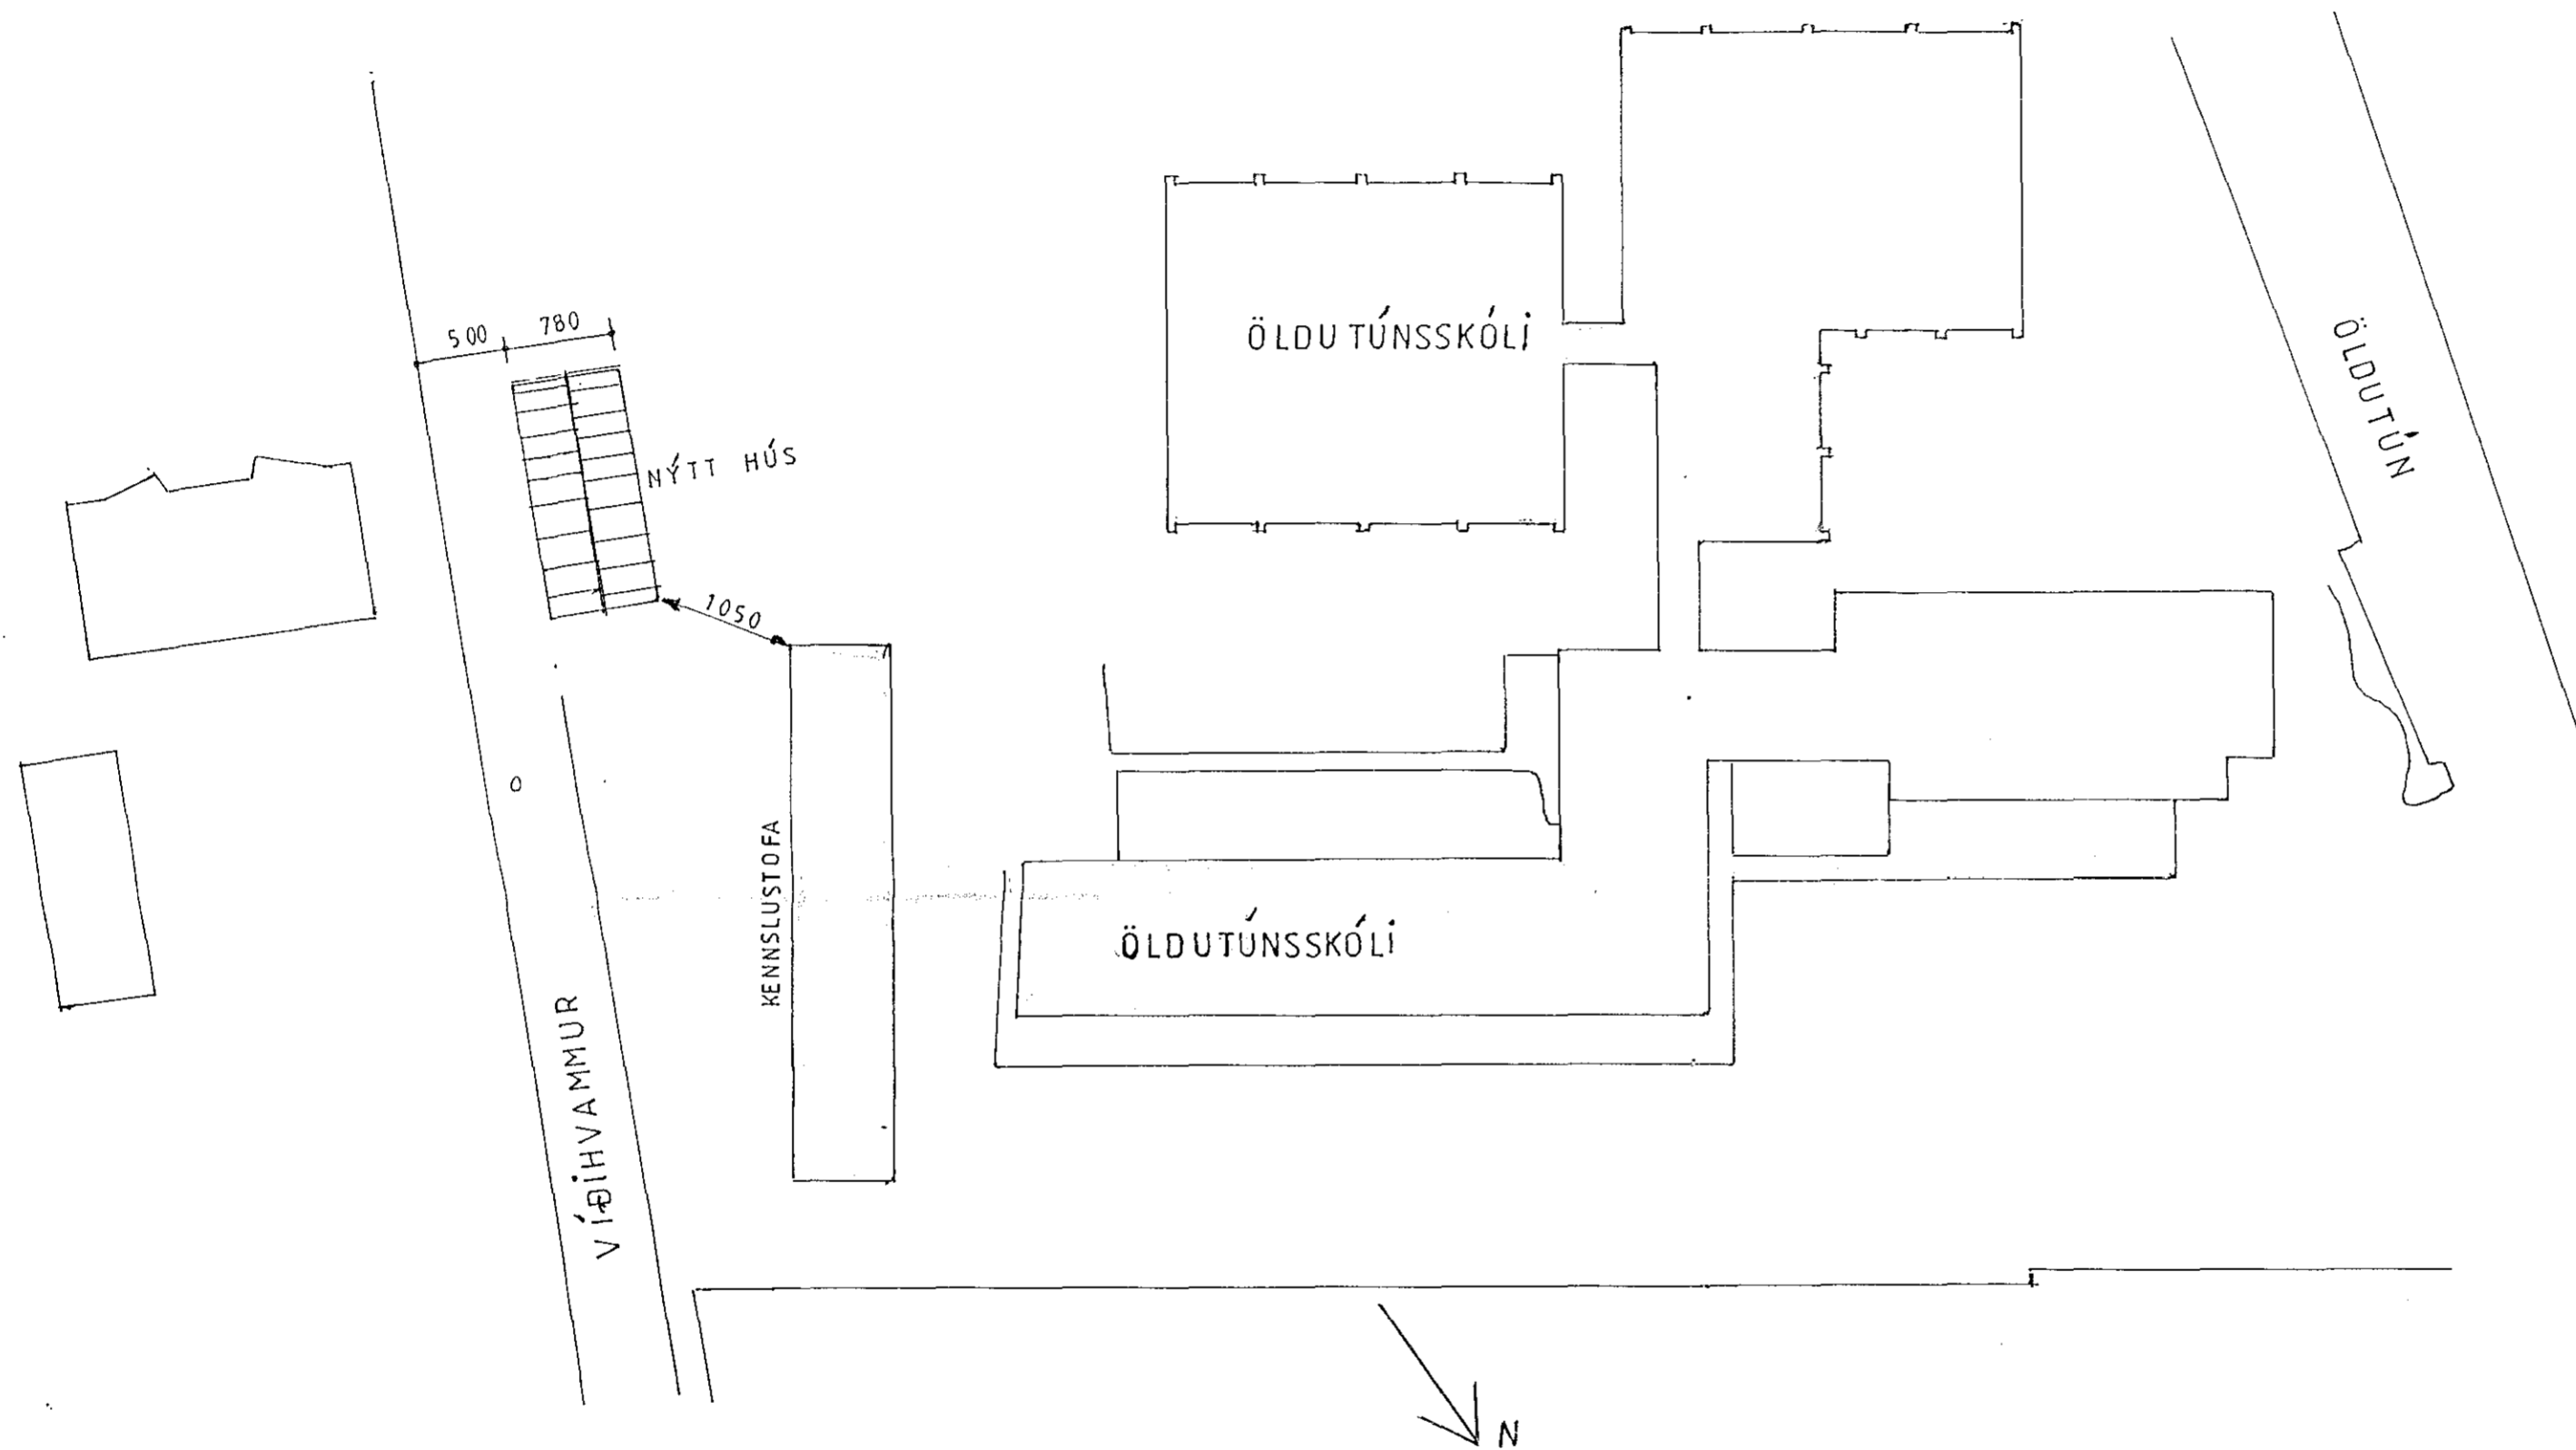 500
780
NÝTT HÚS
1050
ÖLDUTÚNSSKÓLI
ÖLDUTÚN
KENNSLUSTOFA
ÖLDUTÚNSSKÓLI
VÍÐIHVAMMUR
N